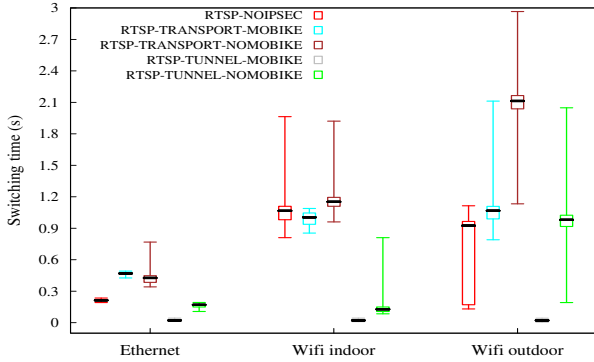 3
2.7
2.4
2.1
1.8
1.5
1.2
0.9
0.6
0.3
0
Switching time (s)
RTSP-NOIPSEC
RTSP-TRANSPORT-MOBIKE
RTSP-TRANSPORT-NOMOBIKE
RTSP-TUNNEL-MOBIKE
RTSP-TUNNEL-NOMOBIKE
Ethernet
Wifi indoor
Wifi outdoor